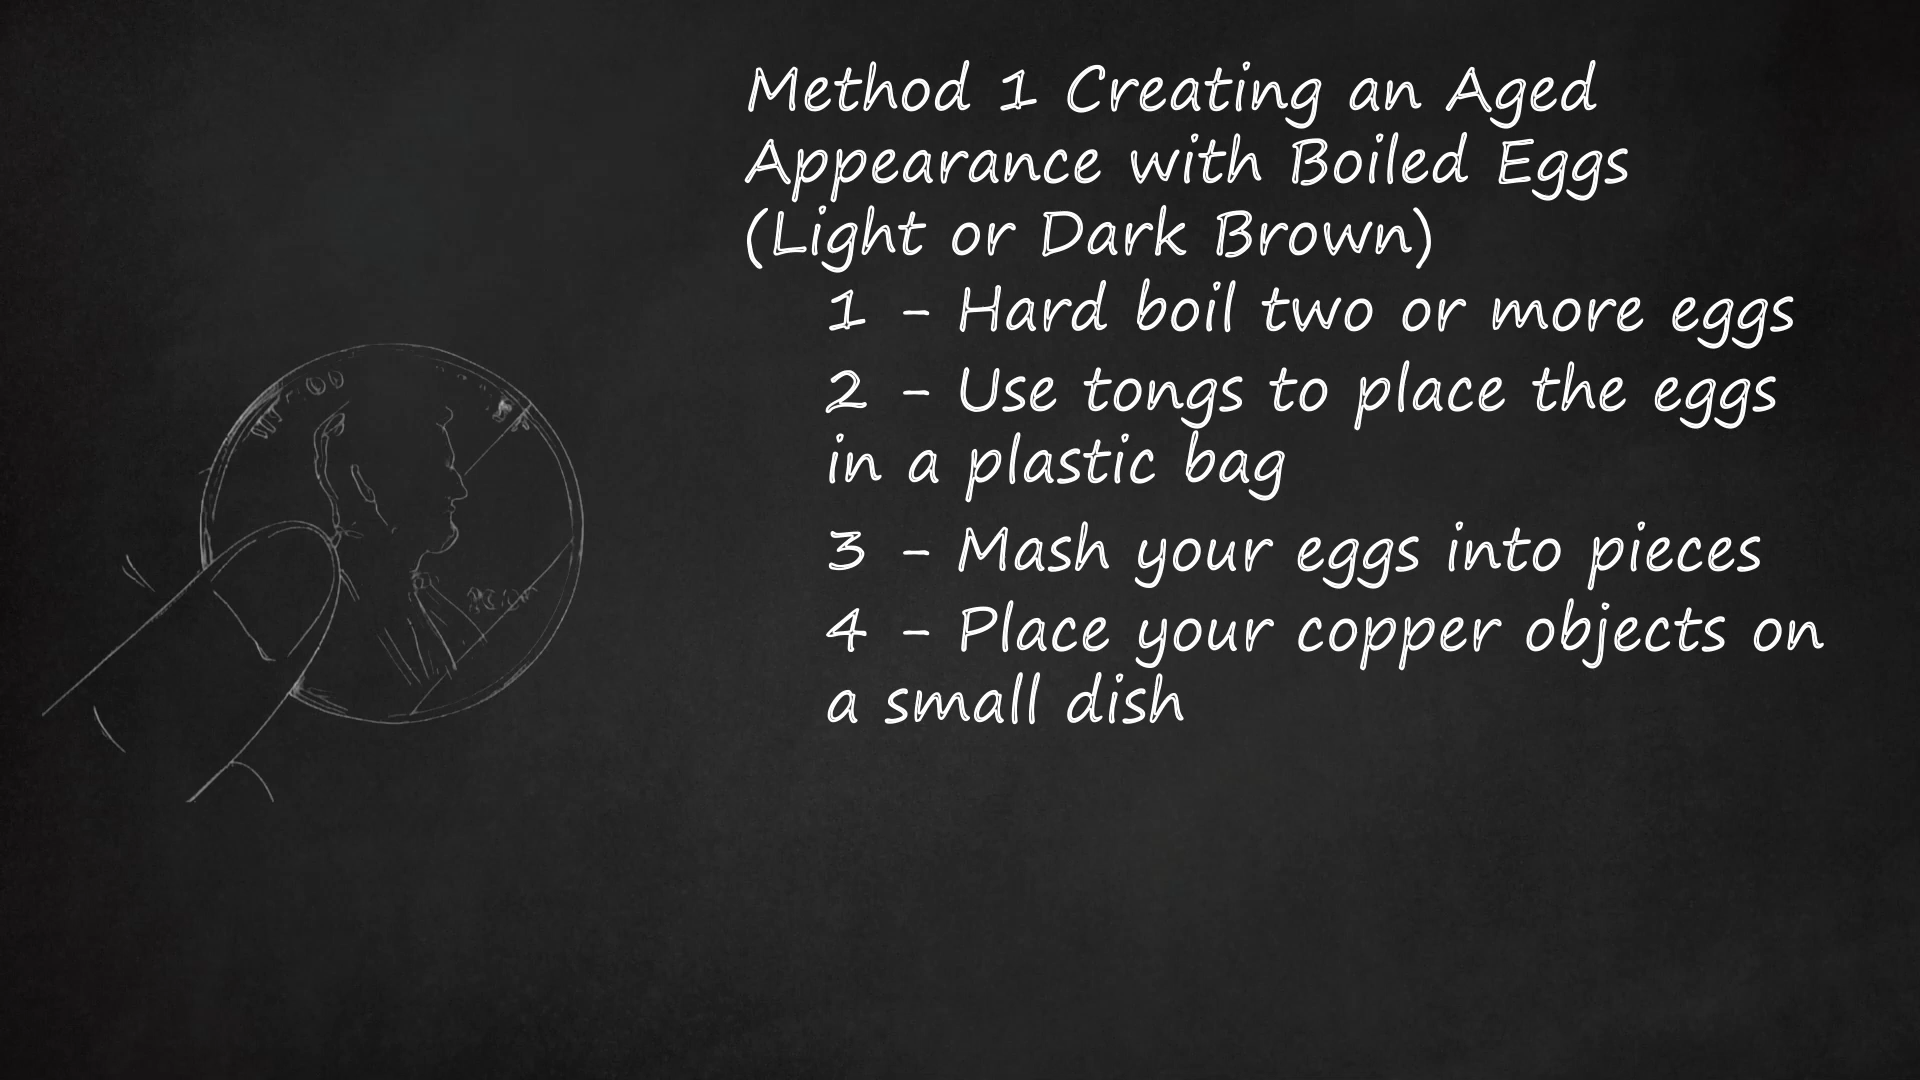 Method 1 Creating an Aged
Appearance with Boiled Eggs
(Light or Dark Brown)
1 - Hard boil two or more eggs
2 - Use tongs to place the eggs
in a plastic bag
3 - Mash your eggs into pieces
4 - Place your copper objects on
a small dish